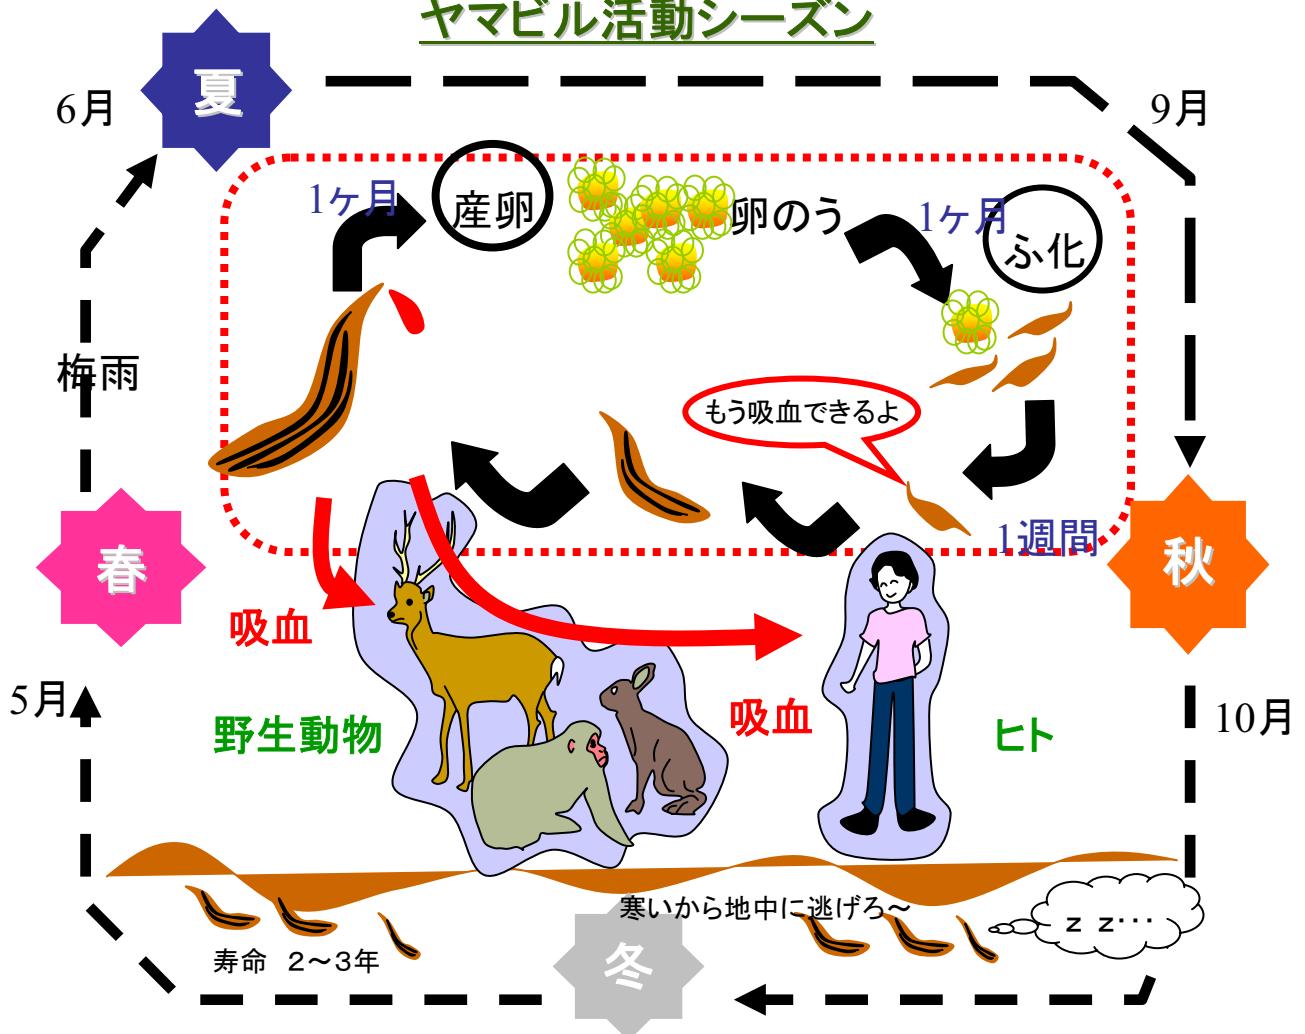 ヤマビル活動シーズン
夏
6月
9月
1ヶ月
産卵
卵のう
1ヶ月
ふ化
梅雨
もう吸血できるよ
1週間
春
秋
吸血
吸血
野生動物
ヒト
5月
10月
寒いから地中に逃げろ～
ｚ ｚ…
寿命 ２～３年
冬